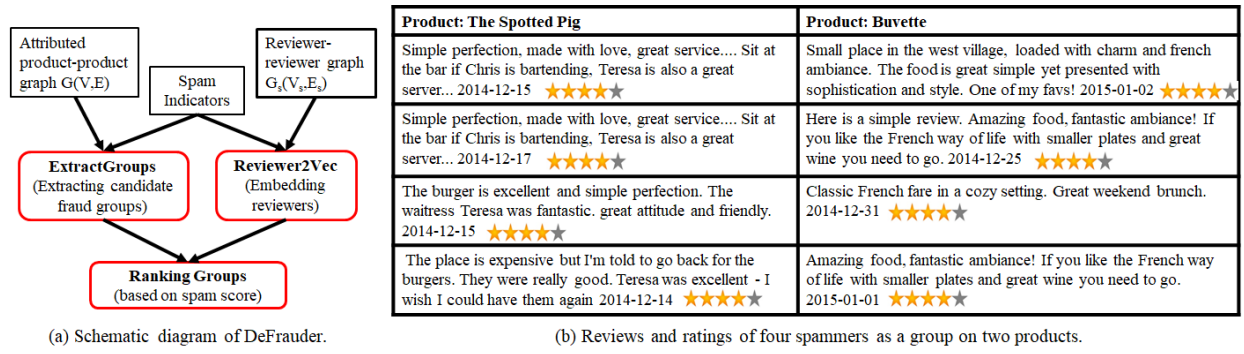 Attributed
product-product
graph G(V,E)
Spam
Indicators
Reviewer-
reviewer graph
Gs(Vs,Es)
ExtractGroups
(Extracting candidate
fraud groups)
Reviewer2Vec
(Embedding
reviewers)
Ranking Groups
(based on spam score)
(a) Schematic diagram of DeFrauder.
Product: The Spotted Pig
Product: Buvette
Simple perfection, made with love, great service.... Sit at
the bar if Chris is bartending, Teresa is also a great
server... 2014-12-15
Small place in the west village, loaded with charm and french
ambiance. The food is great simple yet presented with
sophistication and style. One of my favs! 2015-01-02
Simple perfection, made with love, great service.... Sit at
the bar if Chris is bartending, Teresa is also a great
server... 2014-12-17
Here is a simple review. Amazing food, fantastic ambiance! If
you like the French way of life with smaller plates and great
wine you need to go. 2014-12-25
The burger is excellent and simple perfection. The
waitress Teresa was fantastic. great attitude and friendly.
2014-12-15
Classic French fare in a cozy setting. Great weekend brunch.
2014-12-31
The place is expensive but I'm told to go back for the
burgers. They were really good. Teresa was excellent - I
wish I could have them again 2014-12-14
Amazing food, fantastic ambiance! If you like the French way
of life with smaller plates and great wine you need to go.
2015-01-01
(b) Reviews and ratings of four spammers as a group on two products.